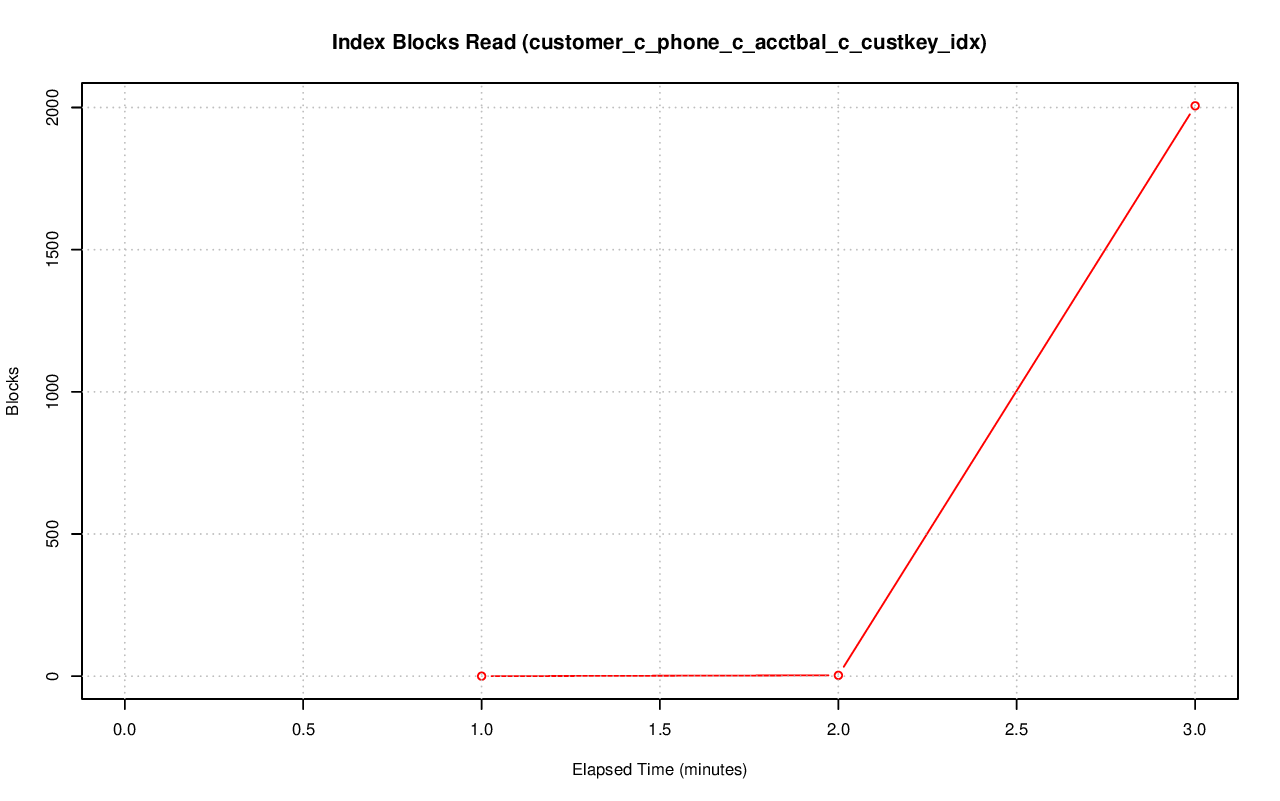 Index Blocks Read (customer_c_phone_c_acctbal_c_custkey_idx)
Blocks
2000
1500
1000
500
0
0.0 0.5 1.0 1.5 2.0 2.5 3.0
Elapsed Time (minutes)